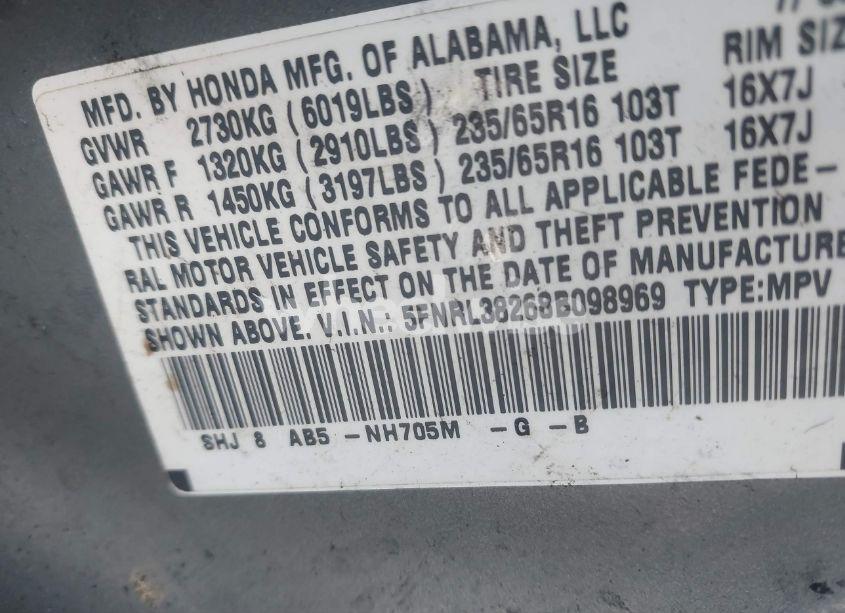 MFD. BY HONDA MFG. OF ALABAMA, LLC
GVWR 2730KG (6019LBS) TIRE SIZE RIM SIZ
GAWR F 1320KG (2910LBS) 235/65R16 103T 16X7J
GAWR R 1450KG (3197LBS) 235/65R16 103T 16X7J
THIS VEHICLE CONFORMS TO ALL APPLICABLE FEDE-
RAL MOTOR VEHICLE SAFETY AND THEFT PREVENTION
STANDARDS IN EFFECT ON THE DATE OF MANUFACTURE
SHOWN ABOVE. V.I.N.: 5FNRL38268B098969 TYPE:MPV
SHJ 8 AB5 -NH705M -G -B